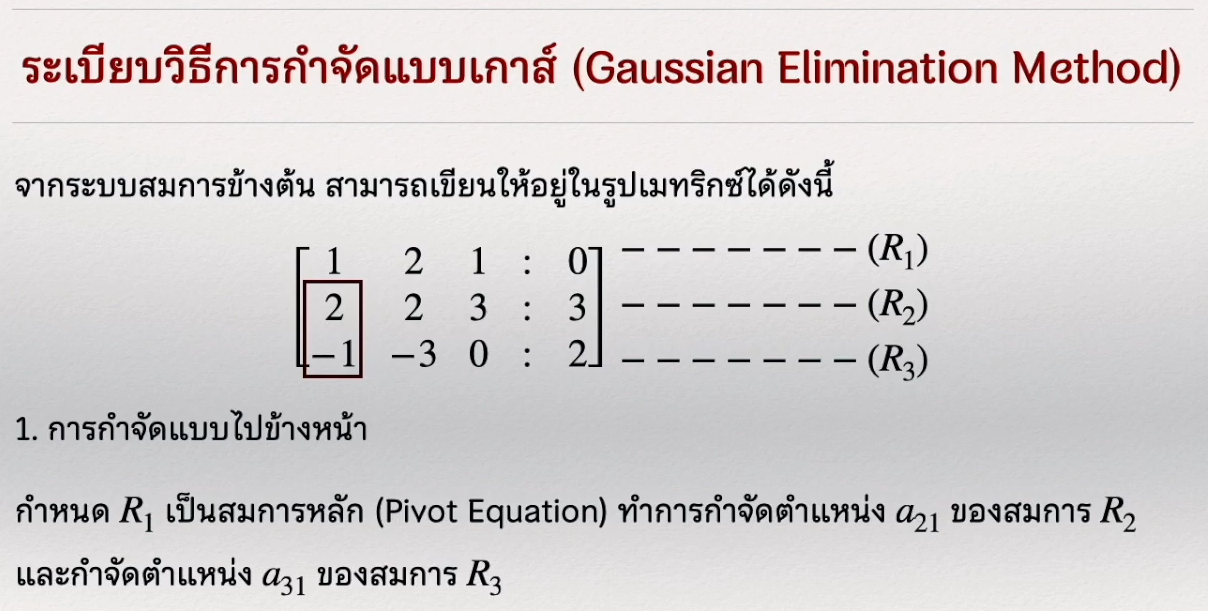 ระเบียบวิธีการกำจัดแบบเกาส์ (Gaussian Elimination Method)
จากระบบสมการข้างต้น สามารถเขียนให้อยู่ในรูปเมทริกซ์ได้ดังนี้
[ 1 2 1 : 0 ] – – – – – – – (R₁)
[ 2 2 3 : 3 ] – – – – – – – (R₂)
[ −1 −3 0 : 2 ] – – – – – – – (R₃)
1. การกำจัดแบบไปข้างหน้า
กำหนด R₁ เป็นสมการหลัก (Pivot Equation) ทำการกำจัดตำแหน่ง a₂₁ ของสมการ R₂
และกำจัดตำแหน่ง a₃₁ ของสมการ R₃